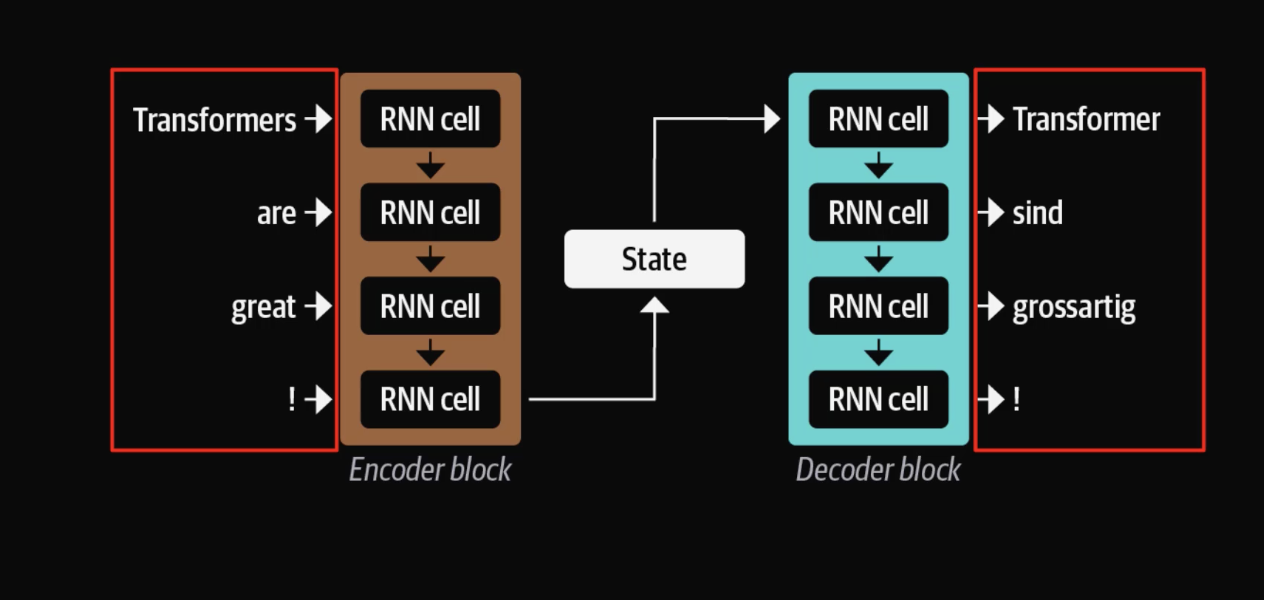 Transformers
are
great
!
RNN cell
RNN cell
RNN cell
RNN cell
Encoder block
State
RNN cell
RNN cell
RNN cell
RNN cell
Decoder block
Transformer
sind
grossartig
!